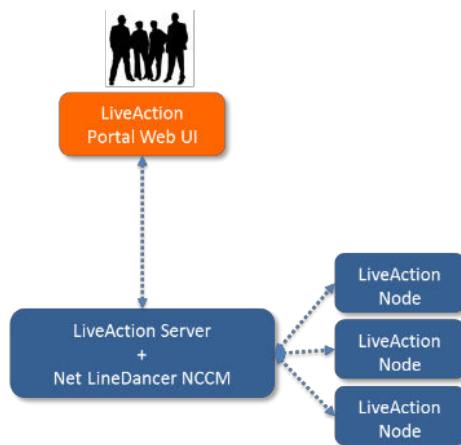 LiveAction
Portal Web UI
LiveAction Server
+
Net LineDancer NCCM
LiveAction
Node
LiveAction
Node
LiveAction
Node